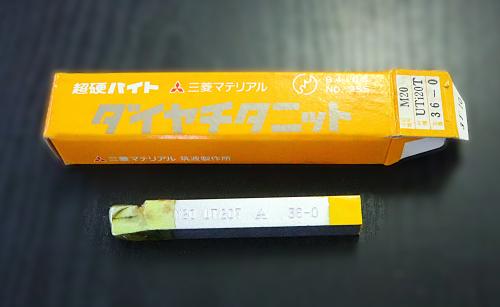 超硬バイト 三菱マテリアル
NO. 955
ダイヤチタニット
三菱マテリアル 筑波製作所
M20
UTi20T
36-0
M20 UTi20T 36-0